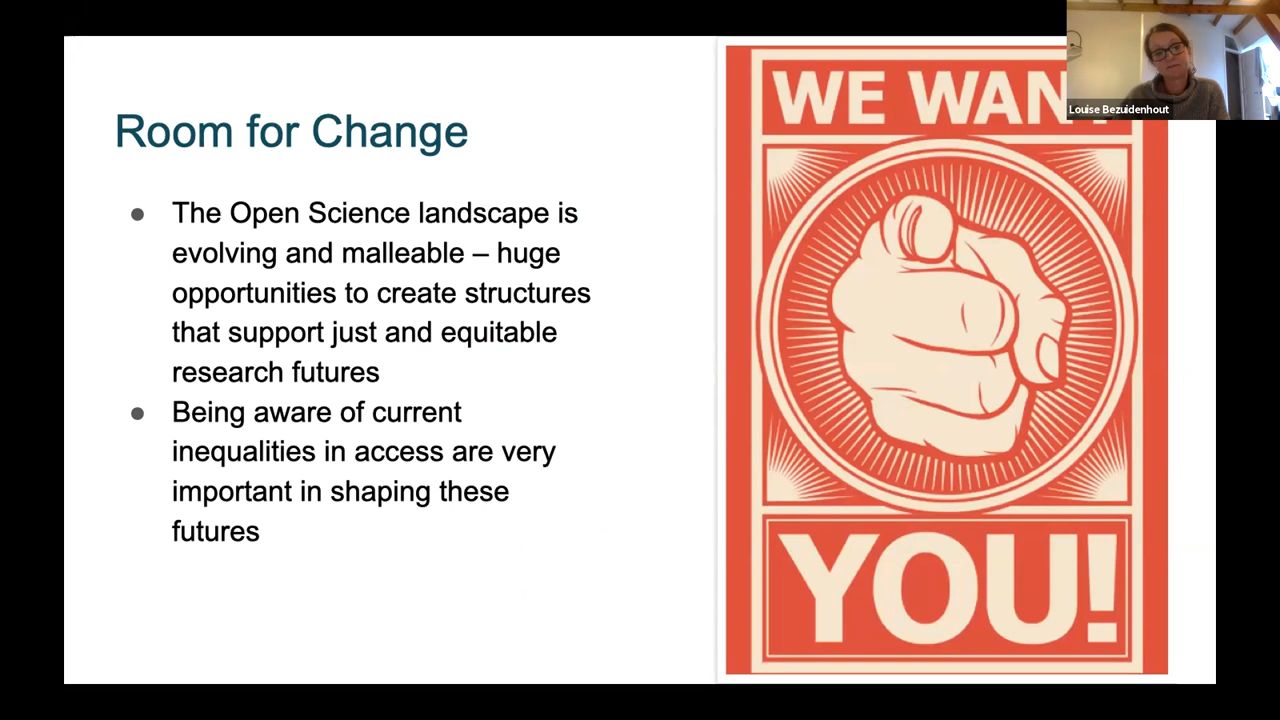 Room for Change
● The Open Science landscape is
evolving and malleable – huge
opportunities to create structures
that support just and equitable
research futures
● Being aware of current
inequalities in access are very
important in shaping these
futures
WE WANT
YOU!
Louise Bezuidenhout